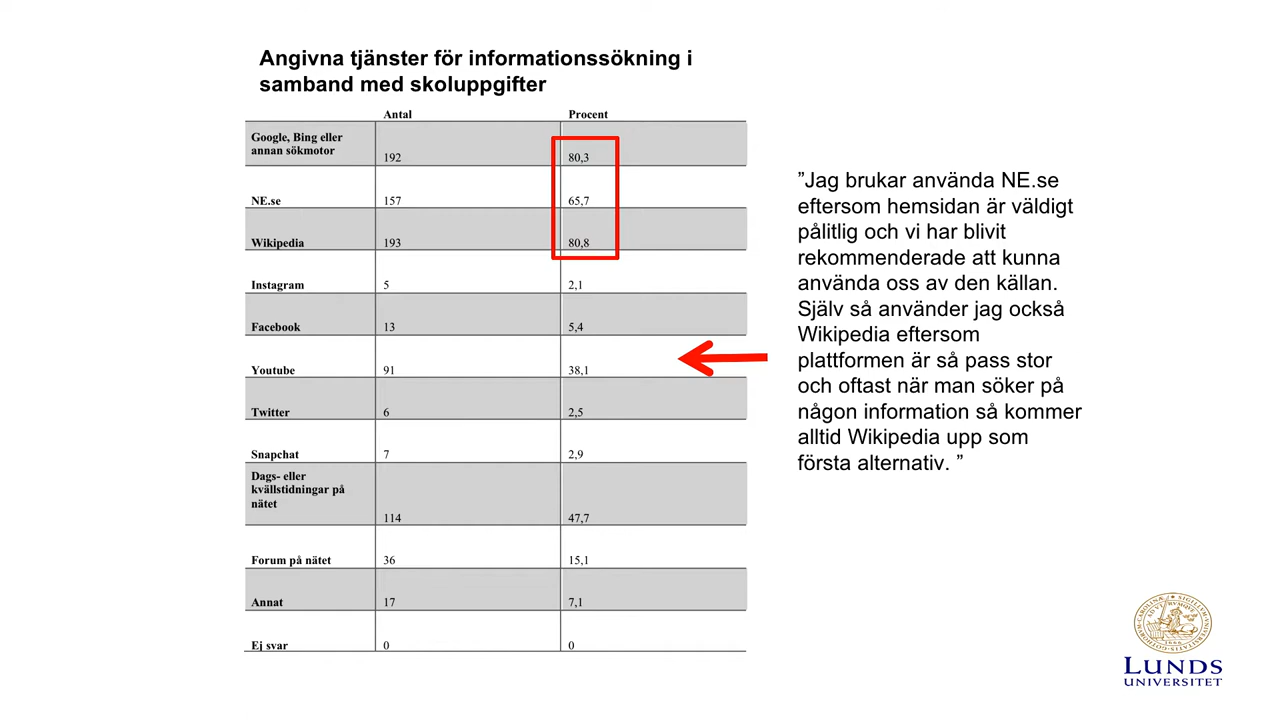 Angivna tjänster för informationssökning i
samband med skoluppgifter
Antal Procent
Google, Bing eller
annan sökmotor 192 80,3
NE.se 157 65,7
Wikipedia 193 80,8
Instagram 5 2,1
Facebook 13 5,4
Youtube 91 38,1
Twitter 6 2,5
Snapchat 7 2,9
Dags- eller
kvällstidningar på
nätet
114 47,7
Forum på nätet 36 15,1
Annat 17 7,1
Ej svar 0 0
”Jag brukar använda NE.se
eftersom hemsidan är väldigt
pålitlig och vi har blivit
rekommenderade att kunna
använda oss av den källan.
Själv så använder jag också
Wikipedia eftersom
plattformen är så pass stor
och oftast när man söker på
någon information så kommer
alltid Wikipedia upp som
första alternativ. ”
LUNDS
UNIVERSITET